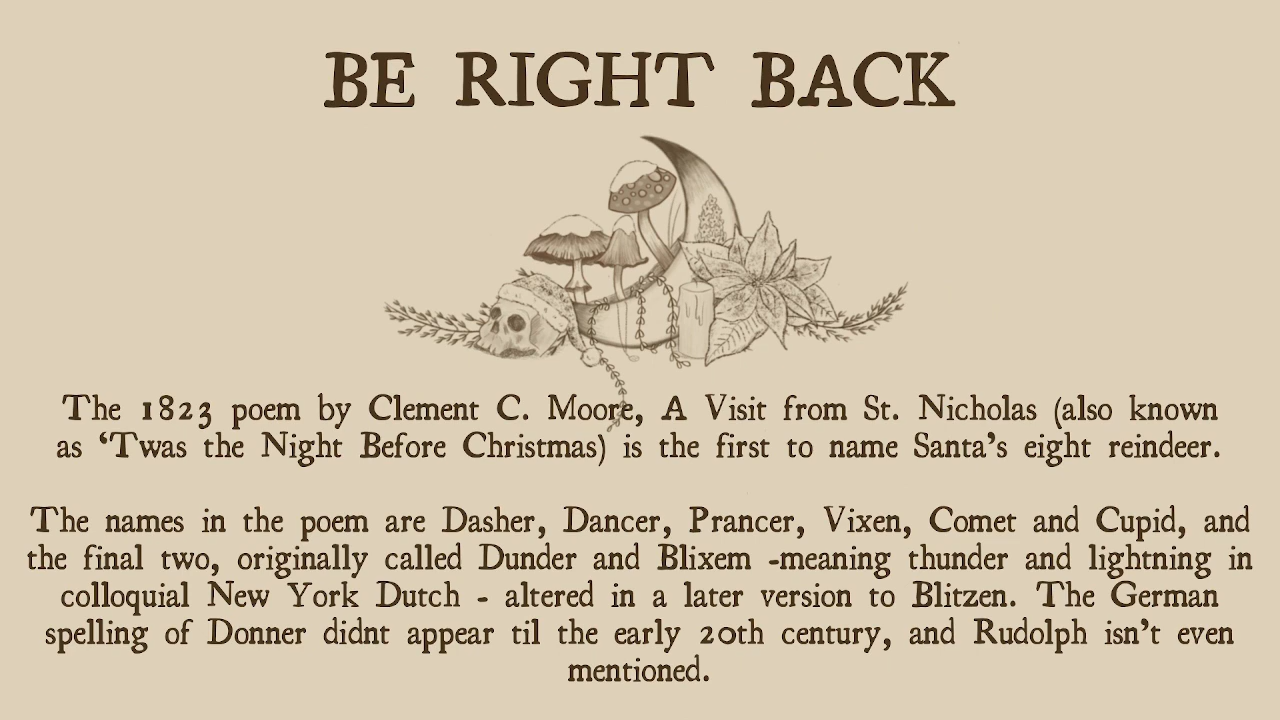 BE RIGHT BACK
The 1823 poem by Clement C. Moore, A Visit from St. Nicholas (also known
as ‘Twas the Night Before Christmas) is the first to name Santa’s eight reindeer.
The names in the poem are Dasher, Dancer, Prancer, Vixen, Comet and Cupid, and
the final two, originally called Dunder and Blixem -meaning thunder and lightning in
colloquial New York Dutch - altered in a later version to Blitzen. The German
spelling of Donner didnt appear til the early 20th century, and Rudolph isn’t even
mentioned.